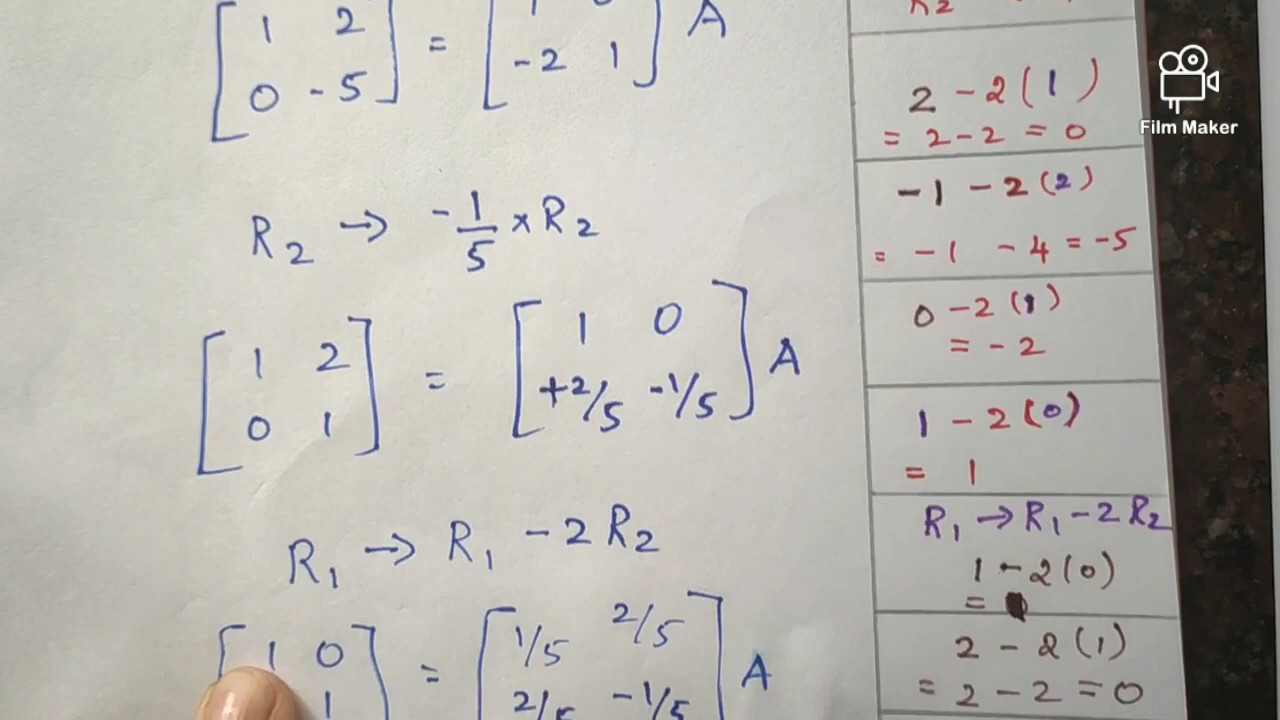 [1 2
0 -5] = [
-2 1] A
R2 → -1/5 × R2
[1 2
0 1] = [1 0
+2/5 -1/5] A
R1 → R1 - 2R2
[1 0
1] = [1/5 2/5
2/5 -1/5] A
2 - 2(1)
= 2-2 = 0
-1 - 2(2)
= -1 -4 = -5
0 - 2(1)
= -2
1 - 2(0)
= 1
R1 → R1 - 2R2
1 - 2(0)
=
2 - 2(1)
= 2 - 2 = 0
Film Maker